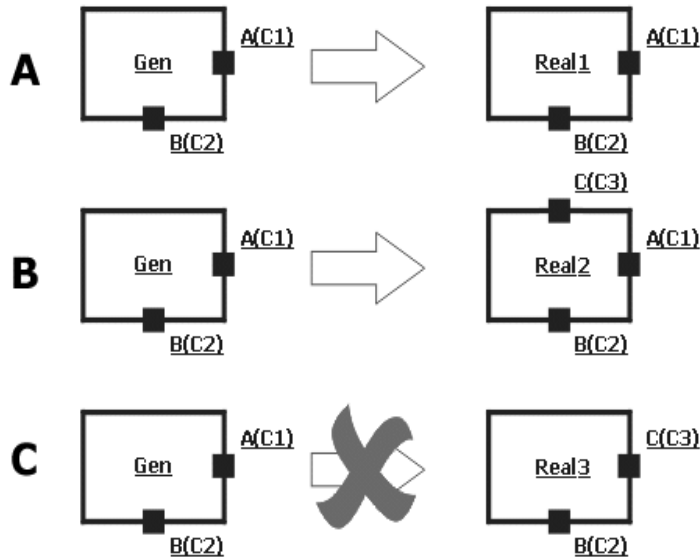 A
Gen
A(C1)
B(C2)
Real1
A(C1)
B(C2)
B
Gen
A(C1)
B(C2)
C(C3)
Real2
A(C1)
B(C2)
C
Gen
A(C1)
B(C2)
Real3
C(C3)
B(C2)